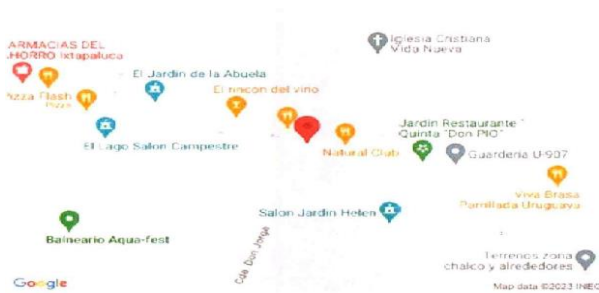 Iglesia Cristiana
Vida Nueva
ARMACIAS DEL
HORRO Ixtapaluca
El Jardin de la Abuela
El rincon del vino
zza Flash
Pizza
Jardin Restaurante
Quinta "Don PIO"
El Lago Salon Campestre
Natural Club
Guarderia U-907
Viva Brasa
Parrillada Uruguaya
Salon Jardin Helen
Balneario Aqua-fest
Cda Don Jorge
Terrenos zona
chalco y alrededores
Google
Map data ©2023 INEG